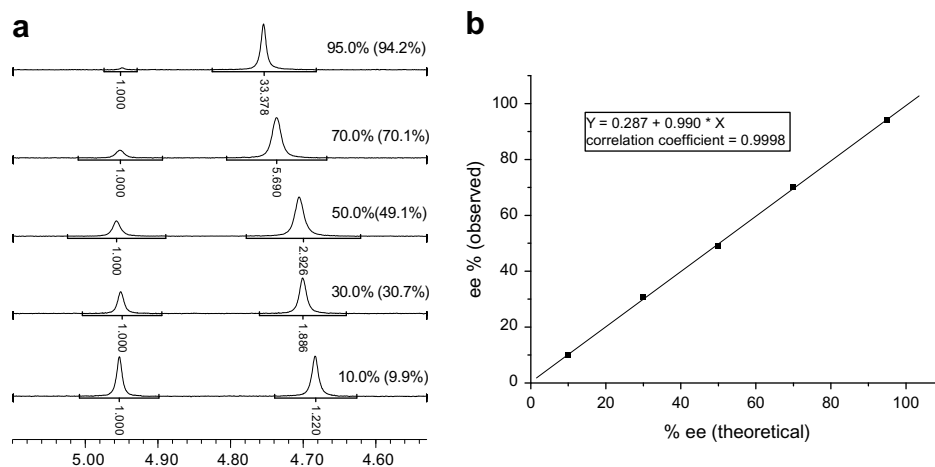 a
95.0% (94.2%)
1.000
33.378
70.0% (70.1%)
1.000
5.690
50.0%(49.1%)
1.000
2.926
30.0% (30.7%)
1.000
1.886
10.0% (9.9%)
1.000
1.220
5.00 4.90 4.80 4.70 4.60
b
Y = 0.287 + 0.990 * X
correlation coefficient = 0.9998
ee % (observed)
100
80
60
40
20
0
0 20 40 60 80 100
% ee (theoretical)